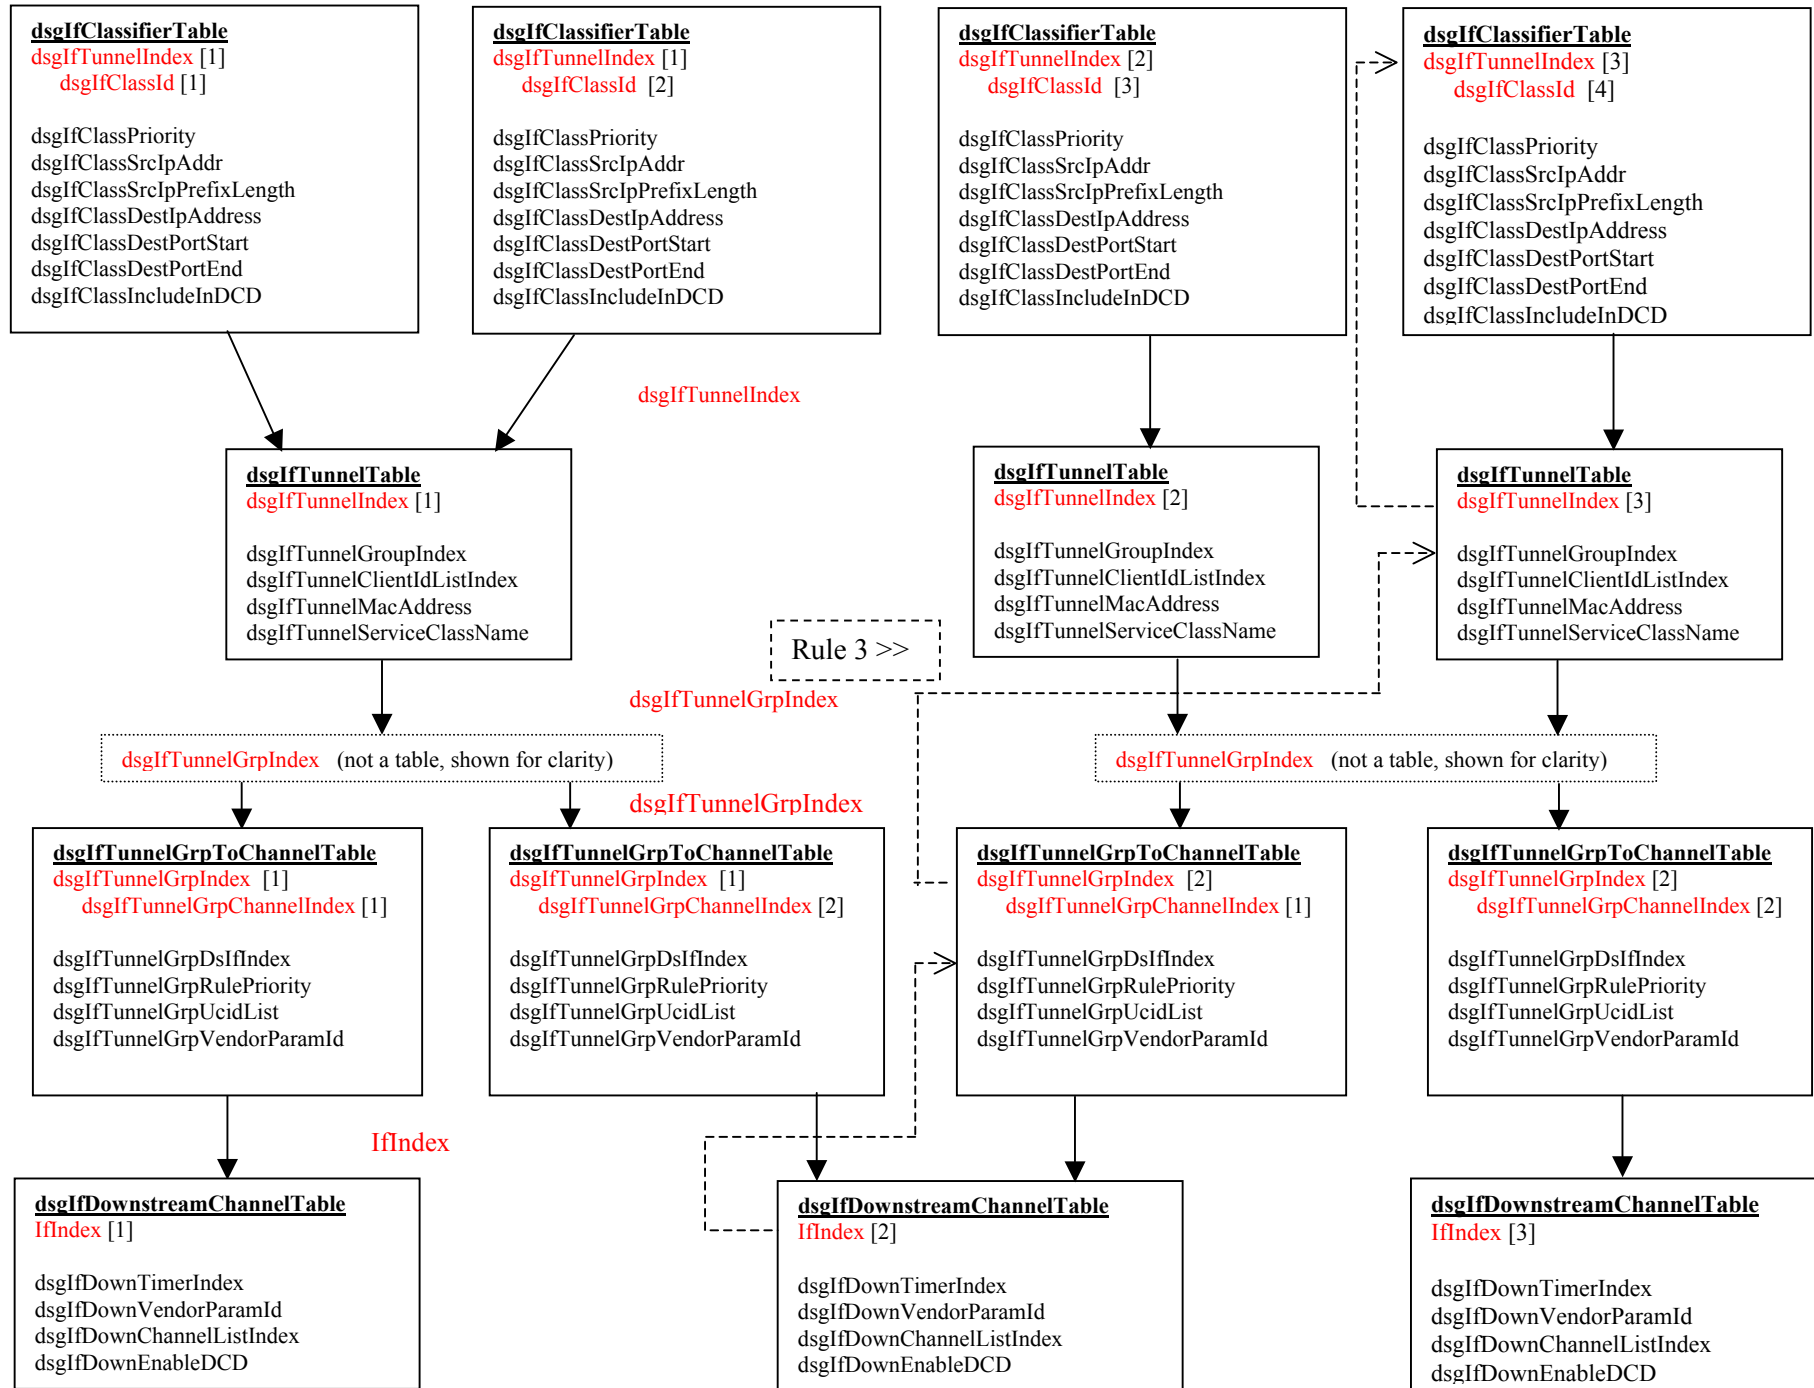 dsgIfClassifierTable
dsgIfTunnelIndex [1]
dsgIfClassId [1]
dsgIfClassPriority
dsgIfClassSrcIpAddr
dsgIfClassSrcIpPrefixLength
dsgIfClassDestIpAddress
dsgIfClassDestPortStart
dsgIfClassDestPortEnd
dsgIfClassIncludeInDCD
dsgIfClassifierTable
dsgIfTunnelIndex [1]
dsgIfClassId [2]
dsgIfClassPriority
dsgIfClassSrcIpAddr
dsgIfClassSrcIpPrefixLength
dsgIfClassDestIpAddress
dsgIfClassDestPortStart
dsgIfClassDestPortEnd
dsgIfClassIncludeInDCD
dsgIfClassifierTable
dsgIfTunnelIndex [2]
dsgIfClassId [3]
dsgIfClassPriority
dsgIfClassSrcIpAddr
dsgIfClassSrcIpPrefixLength
dsgIfClassDestIpAddress
dsgIfClassDestPortStart
dsgIfClassDestPortEnd
dsgIfClassIncludeInDCD
dsgIfClassifierTable
dsgIfTunnelIndex [3]
dsgIfClassId [4]
dsgIfClassPriority
dsgIfClassSrcIpAddr
dsgIfClassSrcIpPrefixLength
dsgIfClassDestIpAddress
dsgIfClassDestPortStart
dsgIfClassDestPortEnd
dsgIfClassIncludeInDCD
dsgIfTunnelIndex
dsgIfTunnelTable
dsgIfTunnelIndex [1]
dsgIfTunnelGroupIndex
dsgIfTunnelClientIdListIndex
dsgIfTunnelMacAddress
dsgIfTunnelServiceClassName
dsgIfTunnelTable
dsgIfTunnelIndex [2]
dsgIfTunnelGroupIndex
dsgIfTunnelClientIdListIndex
dsgIfTunnelMacAddress
dsgIfTunnelServiceClassName
dsgIfTunnelTable
dsgIfTunnelIndex [3]
dsgIfTunnelGroupIndex
dsgIfTunnelClientIdListIndex
dsgIfTunnelMacAddress
dsgIfTunnelServiceClassName
Rule 3 >>
dsgIfTunnelGrpIndex
dsgIfTunnelGrpIndex (not a table, shown for clarity)
dsgIfTunnelGrpIndex (not a table, shown for clarity)
dsgIfTunnelGrpIndex
dsgIfTunnelGrpToChannelTable
dsgIfTunnelGrpIndex [1]
dsgIfTunnelGrpChannelIndex [1]
dsgIfTunnelGrpDsIfIndex
dsgIfTunnelGrpRulePriority
dsgIfTunnelGrpUcidList
dsgIfTunnelGrpVendorParamId
dsgIfTunnelGrpToChannelTable
dsgIfTunnelGrpIndex [1]
dsgIfTunnelGrpChannelIndex [2]
dsgIfTunnelGrpDsIfIndex
dsgIfTunnelGrpRulePriority
dsgIfTunnelGrpUcidList
dsgIfTunnelGrpVendorParamId
dsgIfTunnelGrpToChannelTable
dsgIfTunnelGrpIndex [2]
dsgIfTunnelGrpChannelIndex [1]
dsgIfTunnelGrpDsIfIndex
dsgIfTunnelGrpRulePriority
dsgIfTunnelGrpUcidList
dsgIfTunnelGrpVendorParamId
dsgIfTunnelGrpToChannelTable
dsgIfTunnelGrpIndex [2]
dsgIfTunnelGrpChannelIndex [2]
dsgIfTunnelGrpDsIfIndex
dsgIfTunnelGrpRulePriority
dsgIfTunnelGrpUcidList
dsgIfTunnelGrpVendorParamId
IfIndex
dsgIfDownstreamChannelTable
IfIndex [1]
dsgIfDownTimerIndex
dsgIfDownVendorParamId
dsgIfDownChannelListIndex
dsgIfDownEnableDCD
dsgIfDownstreamChannelTable
IfIndex [2]
dsgIfDownTimerIndex
dsgIfDownVendorParamId
dsgIfDownChannelListIndex
dsgIfDownEnableDCD
dsgIfDownstreamChannelTable
IfIndex [3]
dsgIfDownTimerIndex
dsgIfDownVendorParamId
dsgIfDownChannelListIndex
dsgIfDownEnableDCD